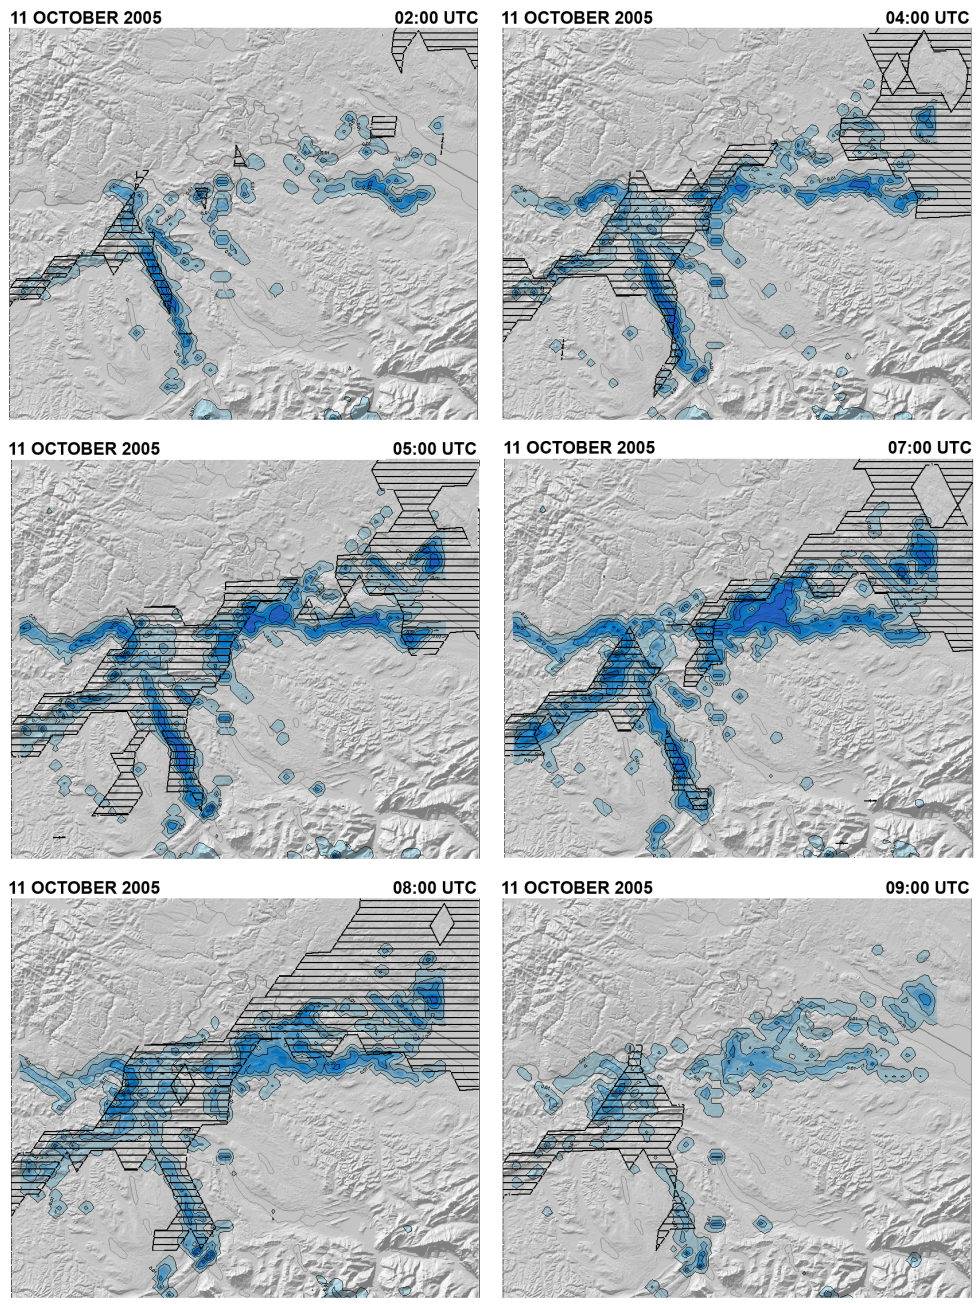 11 OCTOBER 2005 02:00 UTC
11 OCTOBER 2005 04:00 UTC
11 OCTOBER 2005 05:00 UTC
11 OCTOBER 2005 07:00 UTC
11 OCTOBER 2005 08:00 UTC
11 OCTOBER 2005 09:00 UTC